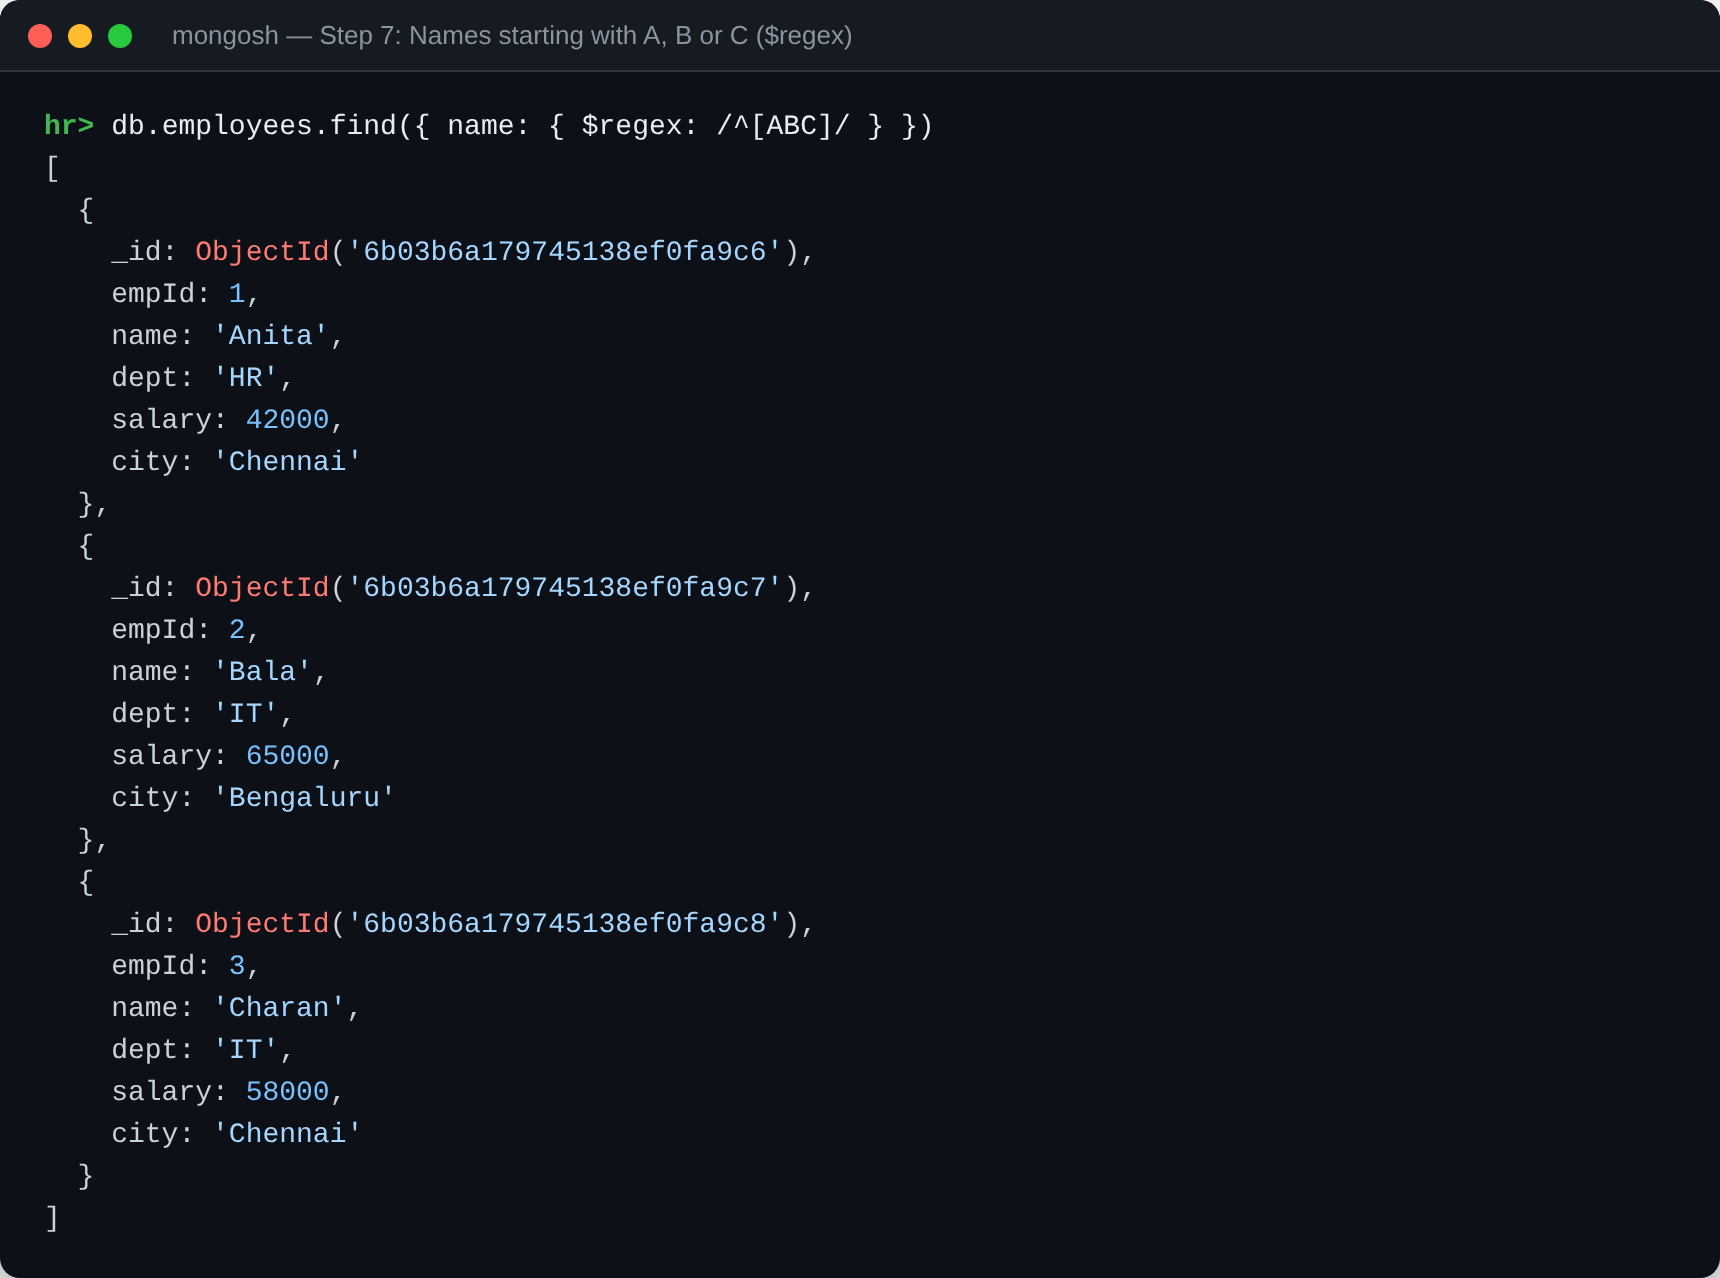 mongosh — Step 7: Names starting with A, B or C ($regex)
hr> db.employees.find({ name: { $regex: /^[ABC]/ } })
[
  {
    _id: ObjectId('6b03b6a179745138ef0fa9c6'),
    empId: 1,
    name: 'Anita',
    dept: 'HR',
    salary: 42000,
    city: 'Chennai'
  },
  {
    _id: ObjectId('6b03b6a179745138ef0fa9c7'),
    empId: 2,
    name: 'Bala',
    dept: 'IT',
    salary: 65000,
    city: 'Bengaluru'
  },
  {
    _id: ObjectId('6b03b6a179745138ef0fa9c8'),
    empId: 3,
    name: 'Charan',
    dept: 'IT',
    salary: 58000,
    city: 'Chennai'
  }
]